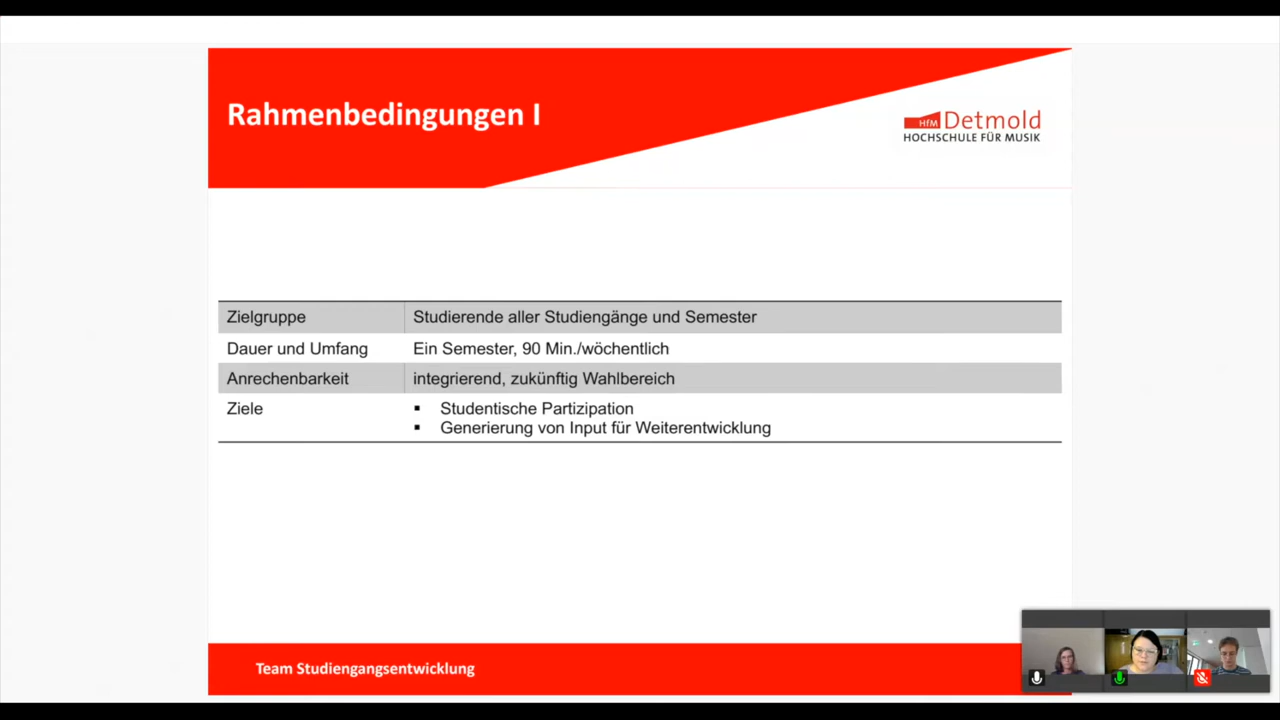 Rahmenbedingungen I
HfM Detmold
HOCHSCHULE FÜR MUSIK
Zielgruppe Studierende aller Studiengänge und Semester
Dauer und Umfang Ein Semester, 90 Min./wöchentlich
Anrechenbarkeit integrierend, zukünftig Wahlbereich
Ziele ▪ Studentische Partizipation
▪ Generierung von Input für Weiterentwicklung
Team Studiengangsentwicklung